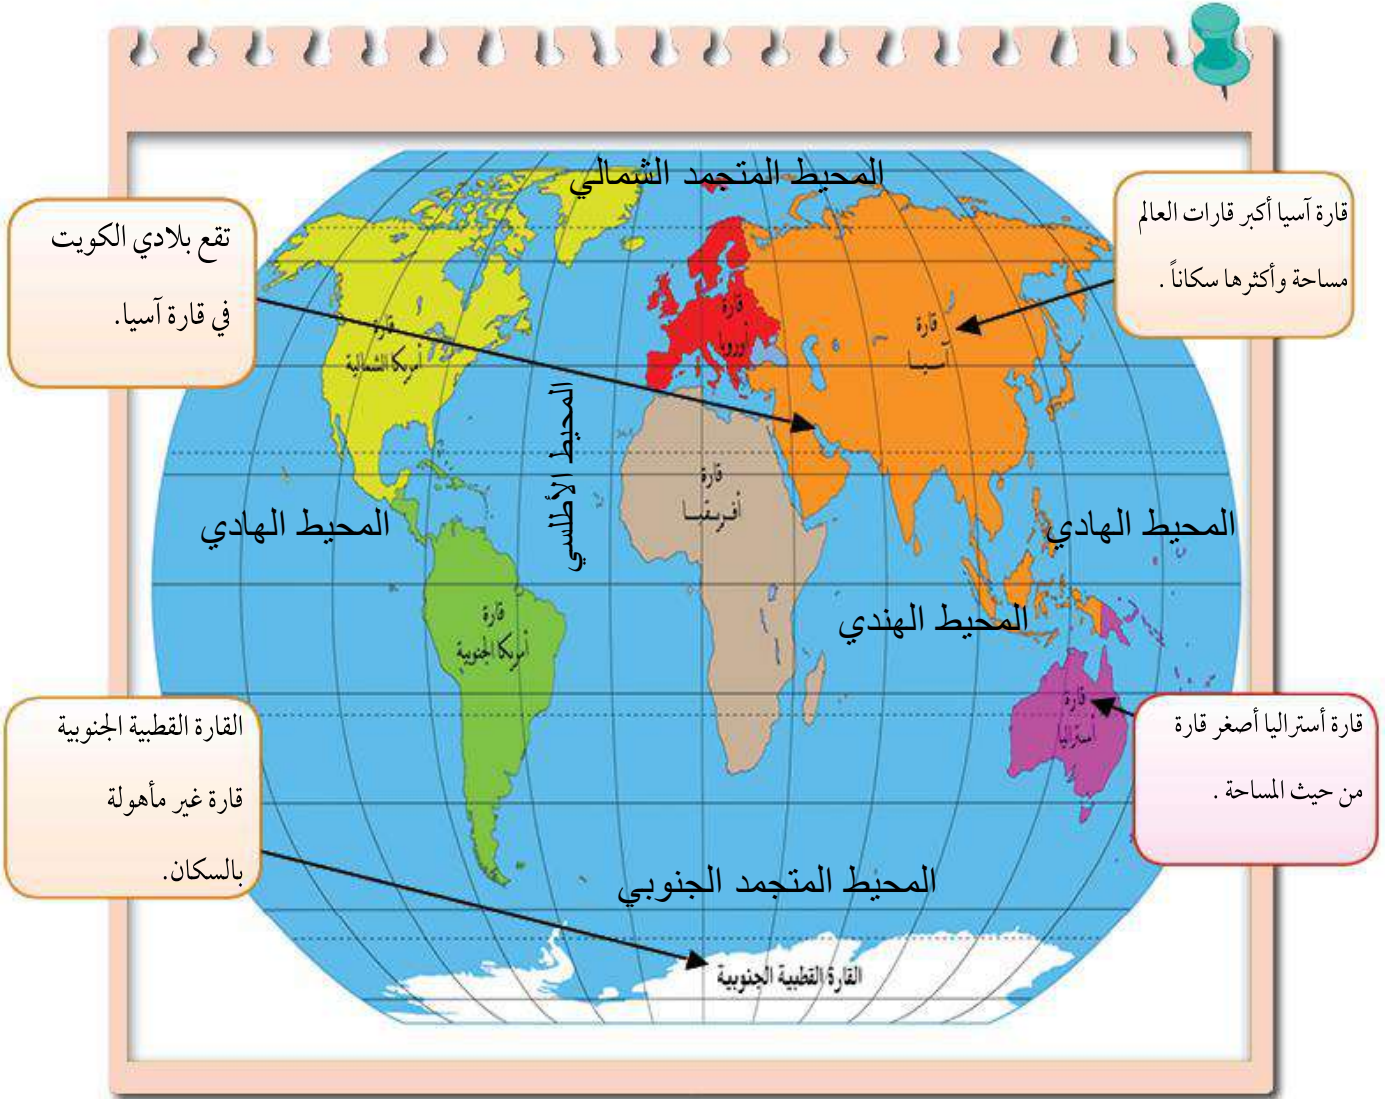 المحيط المتجمد الشمالي
قارة آسيا أكبر قارات العالم
مساحة وأكثرها سكاناً .
تقع بلادي الكويت
في قارة آسيا.
قارة
أوروبا
قارة
آسيا
قارة
أمريكا الشمالية
المحيط الأطلسي
قارة
أفريقيا
المحيط الهادي
المحيط الهادي
المحيط الهندي
قارة
أمريكا الجنوبية
قارة
أستراليا
قارة أستراليا أصغر قارة
من حيث المساحة .
القارة القطبية الجنوبية
قارة غير مأهولة
بالسكان.
المحيط المتجمد الجنوبي
القارة القطبية الجنوبية